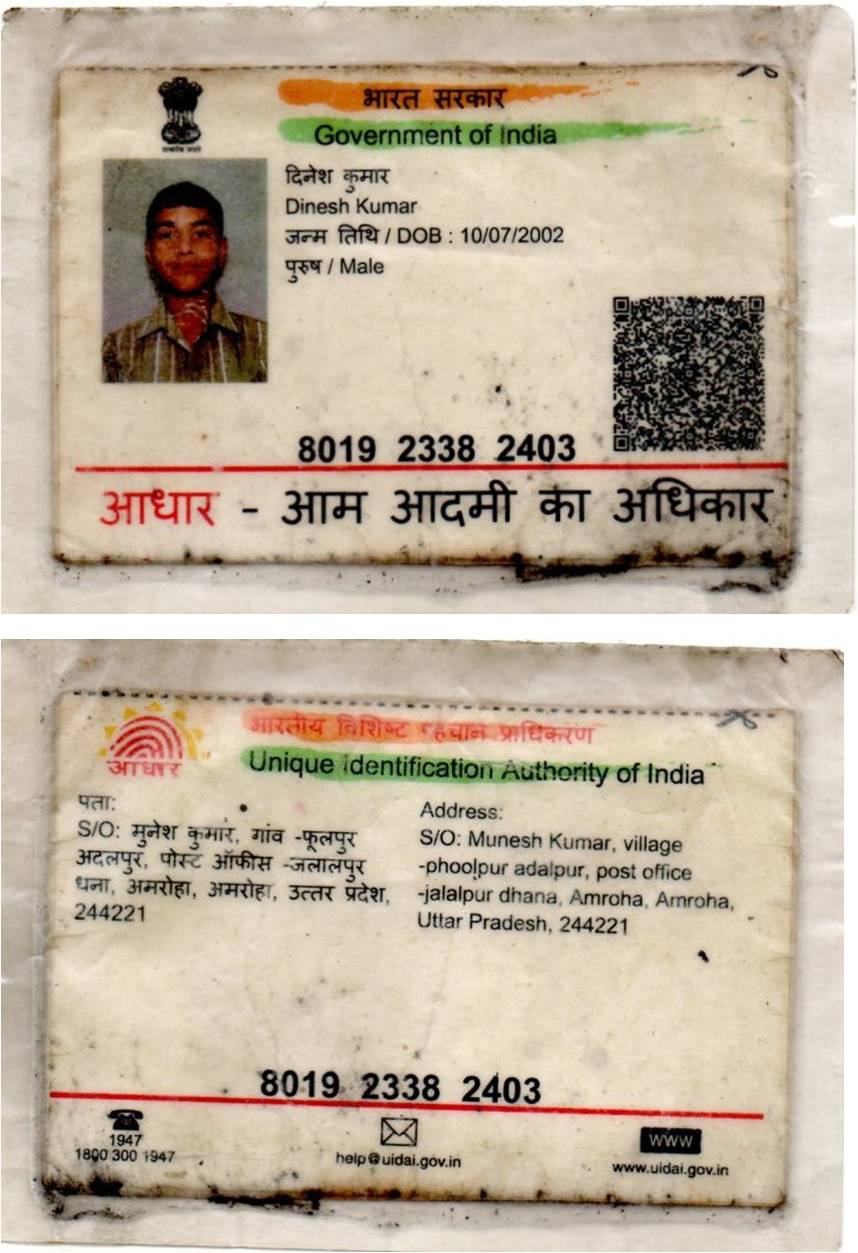 भारत सरकार
Government of India
दिनेश कुमार
Dinesh Kumar
जन्म तिथि / DOB : 10/07/2002
पुरुष / Male
8019 2338 2403
आधार - आम आदमी का अधिकार
भारतीय विशिष्ट पहचान प्राधिकरण
Unique Identification Authority of India
आधार
पता:
S/O: मुनेश कुमार, गांव -फूलपुर
अदलपुर, पोस्ट ऑफीस -जलालपुर
धना, अमरोहा, अमरोहा, उत्तर प्रदेश,
244221
Address:
S/O: Munesh Kumar, village
-phoolpur adalpur, post office
-jalalpur dhana, Amroha, Amroha,
Uttar Pradesh, 244221
8019 2338 2403
1947
1800 300 1947
help@uidai.gov.in
www
www.uidai.gov.in